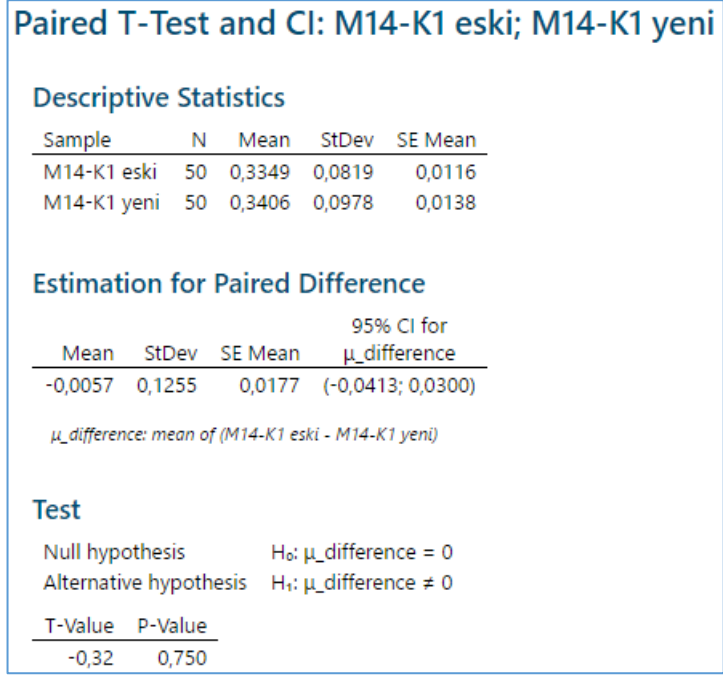 Paired T-Test and CI: M14-K1 eski; M14-K1 yeni
Descriptive Statistics
Sample N Mean StDev SE Mean
M14-K1 eski 50 0,3349 0,0819 0,0116
M14-K1 yeni 50 0,3406 0,0978 0,0138
Estimation for Paired Difference
95% CI for
Mean StDev SE Mean μ_difference
-0,0057 0,1255 0,0177 (-0,0413; 0,0300)
μ_difference: mean of (M14-K1 eski - M14-K1 yeni)
Test
Null hypothesis H₀: μ_difference = 0
Alternative hypothesis H₁: μ_difference ≠ 0
T-Value P-Value
-0,32 0,750